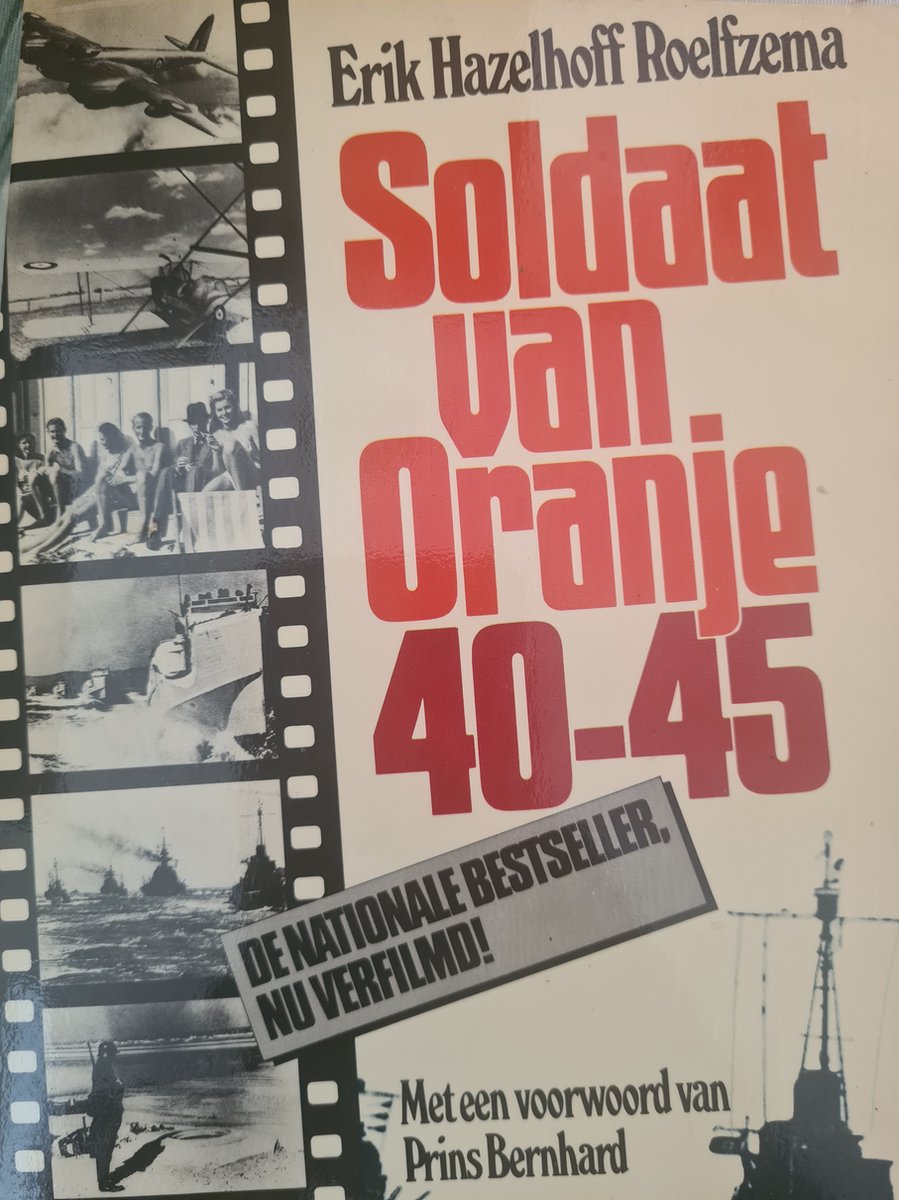 Erik Hazelhoff Roelfzema
Soldaat
van
Oranje
40-45
DE NATIONALE BESTSELLER,
NU VERFILMD!
Met een voorwoord van
Prins Bernhard